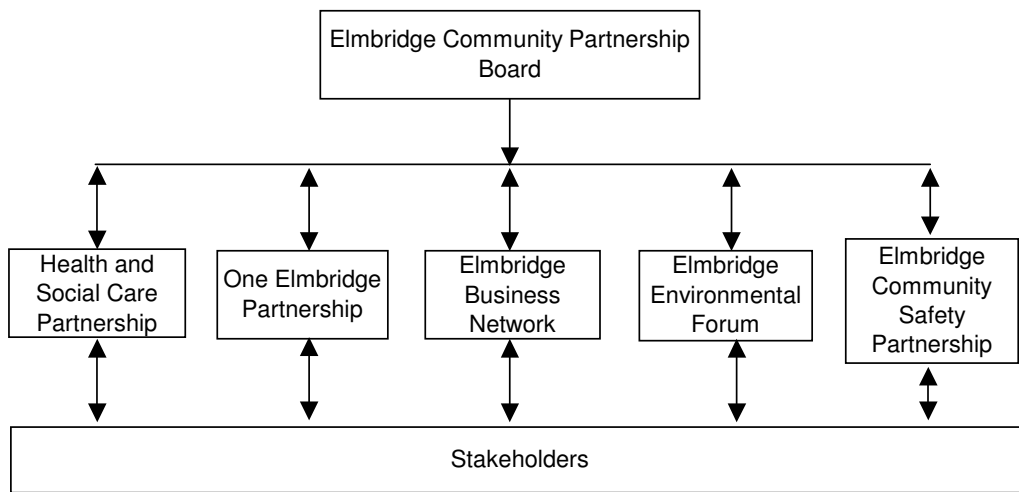 Elmbridge Community Partnership
Board
Health and
Social Care
Partnership
One Elmbridge
Partnership
Elmbridge
Business
Network
Elmbridge
Environmental
Forum
Elmbridge
Community
Safety
Partnership
Stakeholders